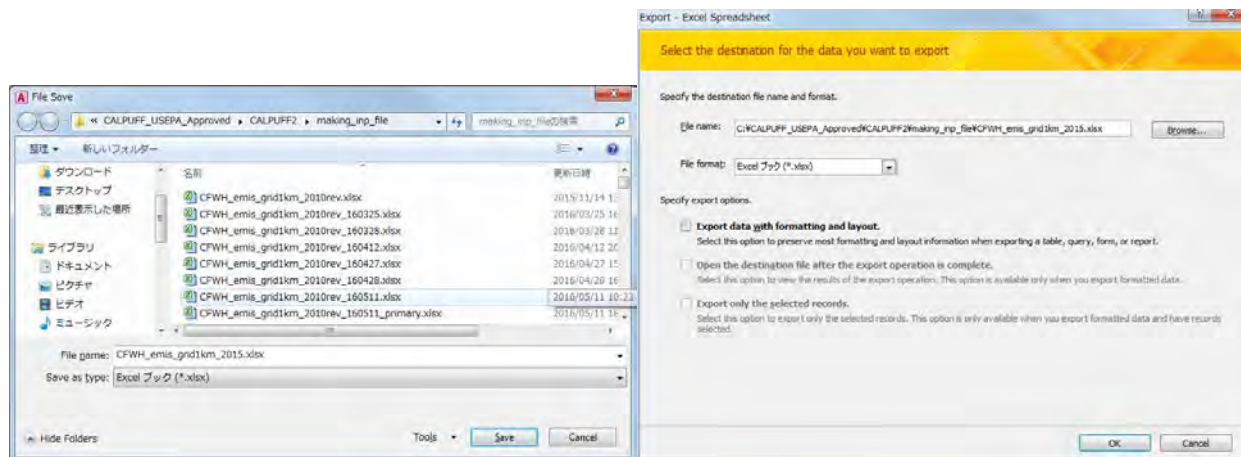 File Save
« CALPUFF_USEPA_Approved ▸ CALPUFF2 ▸ making_inp_file
making_inp_fileの検索
整理 新しいフォルダー
ダウンロード
デスクトップ
最近表示した場所
ライブラリ
ドキュメント
ピクチャ
ビデオ
ミュージック
名前 更新日時
CFWH_emis_grid1km_2010rev.xlsx 2015/11/14 1
CFWH_emis_grid1km_2010rev_160325.xlsx 2016/03/25 16
CFWH_emis_grid1km_2010rev_160328.xlsx 2016/03/28 1
CFWH_emis_grid1km_2010rev_160412.xlsx 2016/04/12 20
CFWH_emis_grid1km_2010rev_160427.xlsx 2016/04/27 15
CFWH_emis_grid1km_2010rev_160428.xlsx 2016/04/28 16
CFWH_emis_grid1km_2010rev_160511.xlsx 2016/05/11 10:23
CFWH_emis_grid1km_2010rev_160511_primary.xlsx 2016/05/11 16
File name: CFWH_emis_grid1km_2015.xlsx
Save as type: Excel ブック (*.xlsx)
Hide Folders Tools Save Cancel
Export - Excel Spreadsheet
Select the destination for the data you want to export
Specify the destination file name and format.
File name: C:¥CALPUFF_USEPA_Approved¥CALPUFF2¥making_inp_file¥CFWH_emis_grid1km_2015.xlsx Browse...
File format: Excel ブック (*.xlsx)
Specify export options.
Export data with formatting and layout.
Select this option to preserve most formatting and layout information when exporting a table, query, form, or report.
Open the destination file after the export operation is complete.
Select this option to view the results of the export operation. This option is available only when you export formatted data.
Export only the selected records.
Select this option to export only the selected records. This option is only available when you export formatted data and have records
selected.
OK Cancel